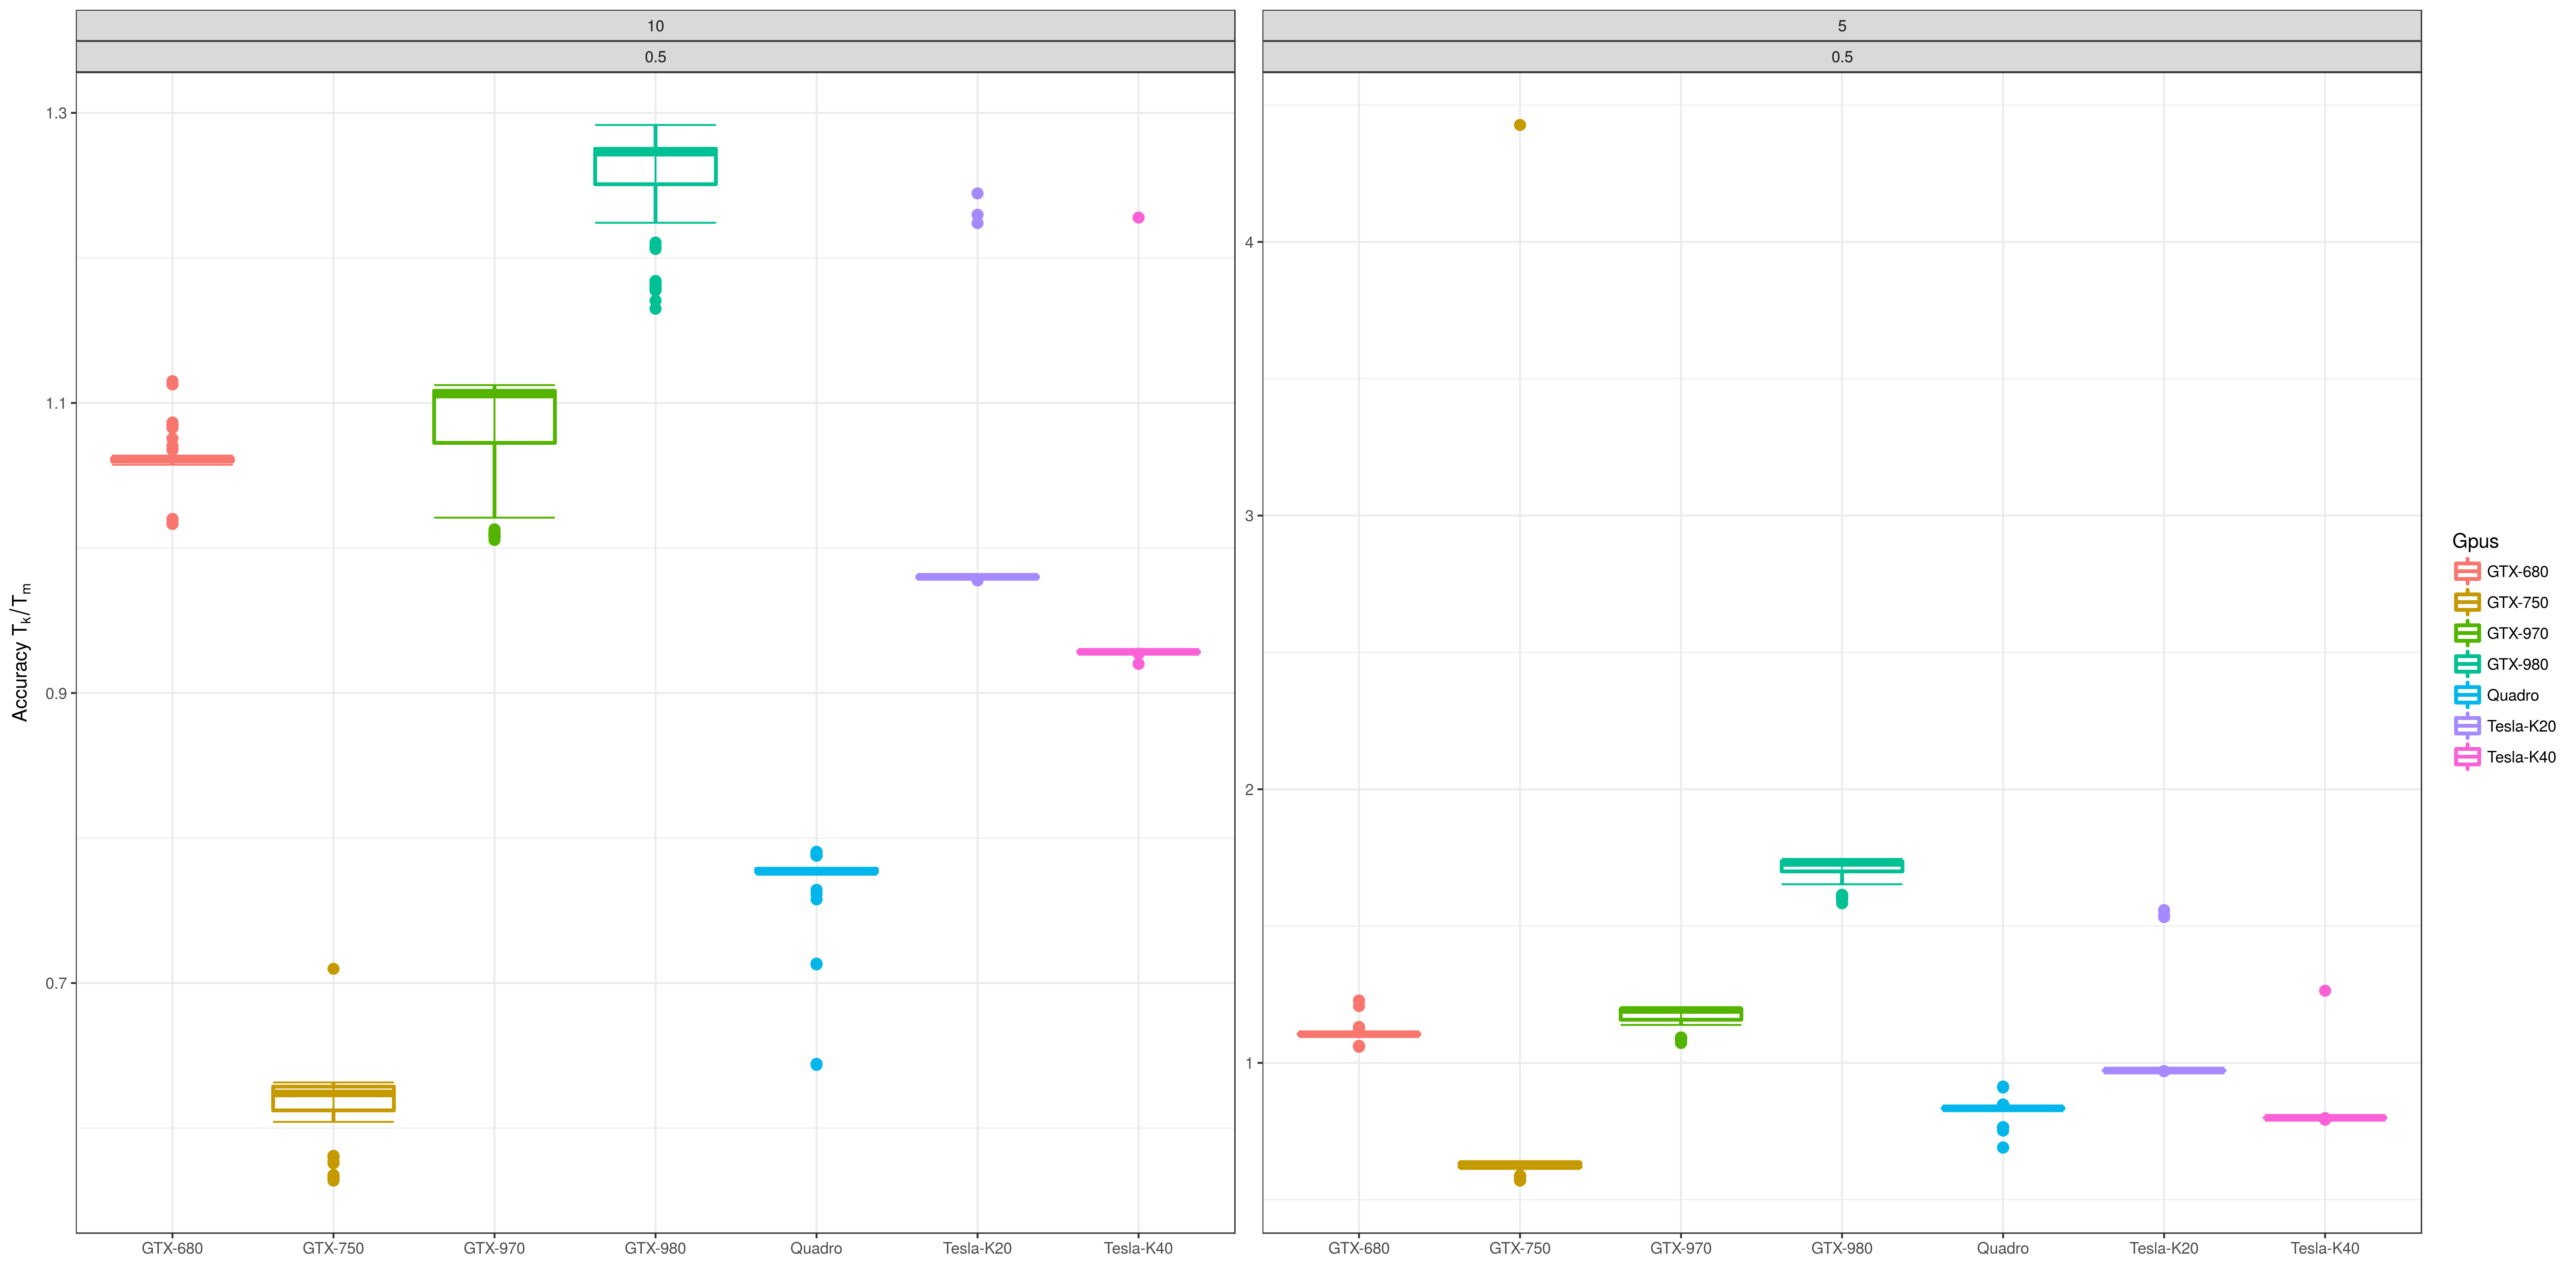 10
0.5
5
0.5
Accuracy Tk/Tm
1.3
1.1
0.9
0.7
GTX-680
GTX-750
GTX-970
GTX-980
Quadro
Tesla-K20
Tesla-K40
4
3
2
1
GTX-680
GTX-750
GTX-970
GTX-980
Quadro
Tesla-K20
Tesla-K40
Gpus
GTX-680
GTX-750
GTX-970
GTX-980
Quadro
Tesla-K20
Tesla-K40